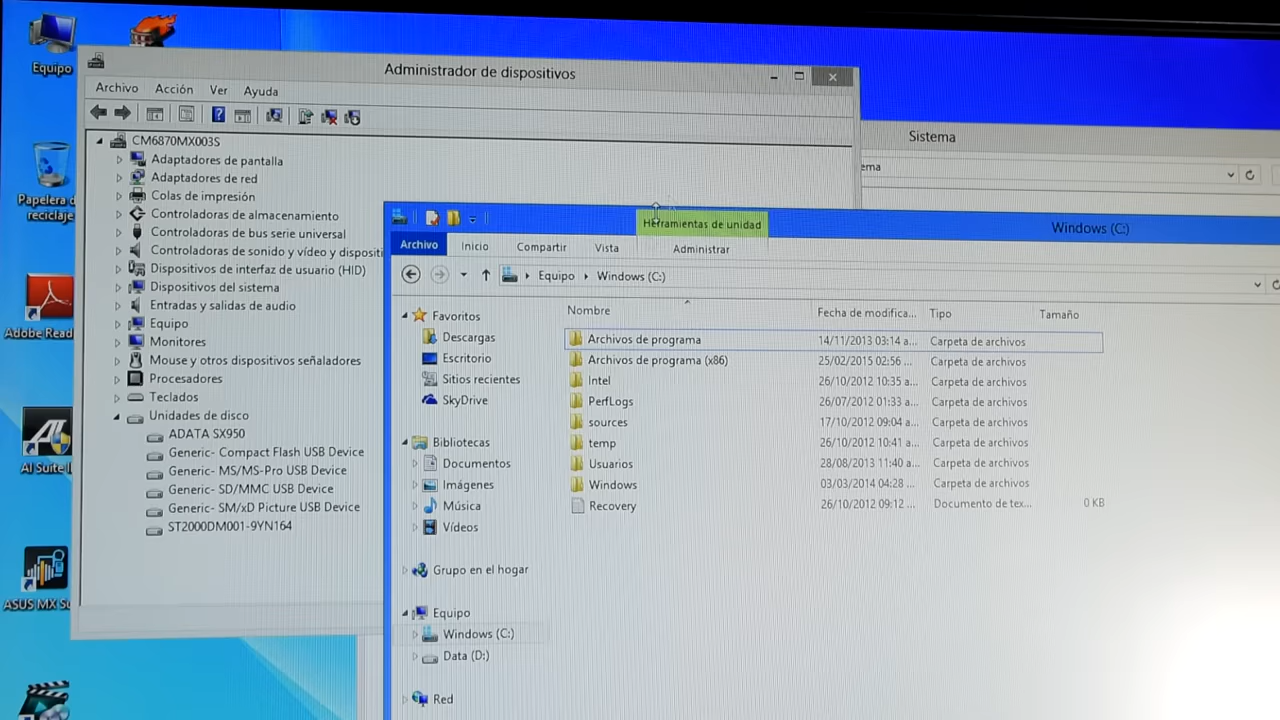 Equipo
Papelera d
reciclaje
Adobe Read
AI Suite I
ASUS MX Su
Administrador de dispositivos
Archivo Acción Ver Ayuda
CM6870MX003S
Adaptadores de pantalla
Adaptadores de red
Colas de impresión
Controladoras de almacenamiento
Controladoras de bus serie universal
Controladoras de sonido y vídeo y dispositi
Dispositivos de interfaz de usuario (HID)
Dispositivos del sistema
Entradas y salidas de audio
Equipo
Monitores
Mouse y otros dispositivos señaladores
Procesadores
Teclados
Unidades de disco
ADATA SX950
Generic- Compact Flash USB Device
Generic- MS/MS-Pro USB Device
Generic- SD/MMC USB Device
Generic- SM/xD Picture USB Device
ST2000DM001-9YN164
Sistema
ema
Herramientas de unidad
Windows (C:)
Archivo Inicio Compartir Vista Administrar
Equipo Windows (C:)
Favoritos
Descargas
Escritorio
Sitios recientes
SkyDrive
Bibliotecas
Documentos
Imágenes
Música
Vídeos
Grupo en el hogar
Equipo
Windows (C:)
Data (D:)
Red
Nombre Fecha de modifica... Tipo Tamaño
Archivos de programa 14/11/2013 03:14 a... Carpeta de archivos
Archivos de programa (x86) 25/02/2015 02:56 ... Carpeta de archivos
Intel 26/10/2012 10:35 a... Carpeta de archivos
PerfLogs 26/07/2012 01:33 a... Carpeta de archivos
sources 17/10/2012 09:04 a... Carpeta de archivos
temp 26/10/2012 10:41 a... Carpeta de archivos
Usuarios 28/08/2013 11:40 a... Carpeta de archivos
Windows 03/03/2014 04:28 ... Carpeta de archivos
Recovery 26/10/2012 09:12 ... Documento de tex... 0 KB